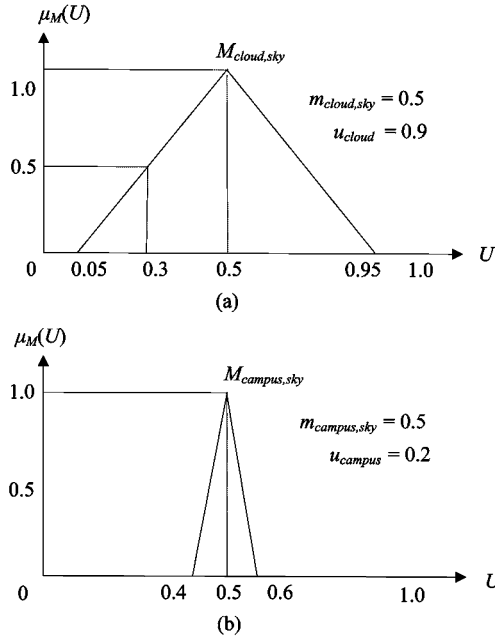 μM(U)
Mcloud,sky
1.0
mcloud,sky = 0.5
ucloud = 0.9
0.5
0 0.05 0.3 0.5 0.95 1.0 U
(a)
μM(U)
Mcampus,sky
1.0
mcampus,sky = 0.5
ucampus = 0.2
0.5
0 0.4 0.5 0.6 1.0 U
(b)